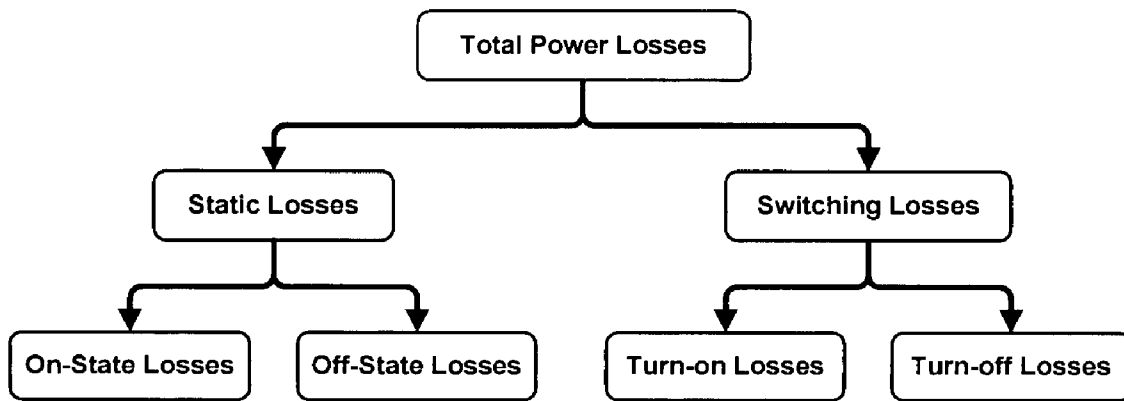 Total Power Losses
Static Losses
Switching Losses
On-State Losses
Off-State Losses
Turn-on Losses
Turn-off Losses